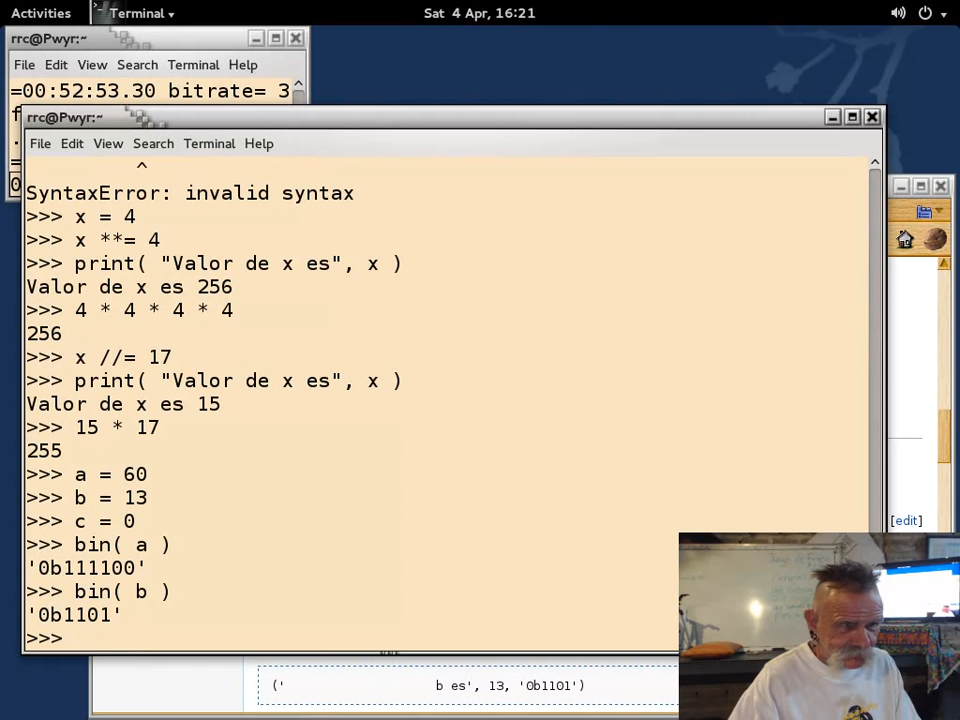 Activities Terminal Sat 4 Apr, 16:21
rrc@Pwyr:~
File Edit View Search Terminal Help
=00:52:53.30 bitrate= 3
rrc@Pwyr:~
File Edit View Search Terminal Help
^
SyntaxError: invalid syntax
>>> x = 4
>>> x **= 4
>>> print( "Valor de x es", x )
Valor de x es 256
>>> 4 * 4 * 4 * 4
256
>>> x //= 17
>>> print( "Valor de x es", x )
Valor de x es 15
>>> 15 * 17
255
>>> a = 60
>>> b = 13
>>> c = 0
>>> bin( a )
'0b111100'
>>> bin( b )
'0b1101'
>>>
[edit]
(' b es', 13, '0b1101')